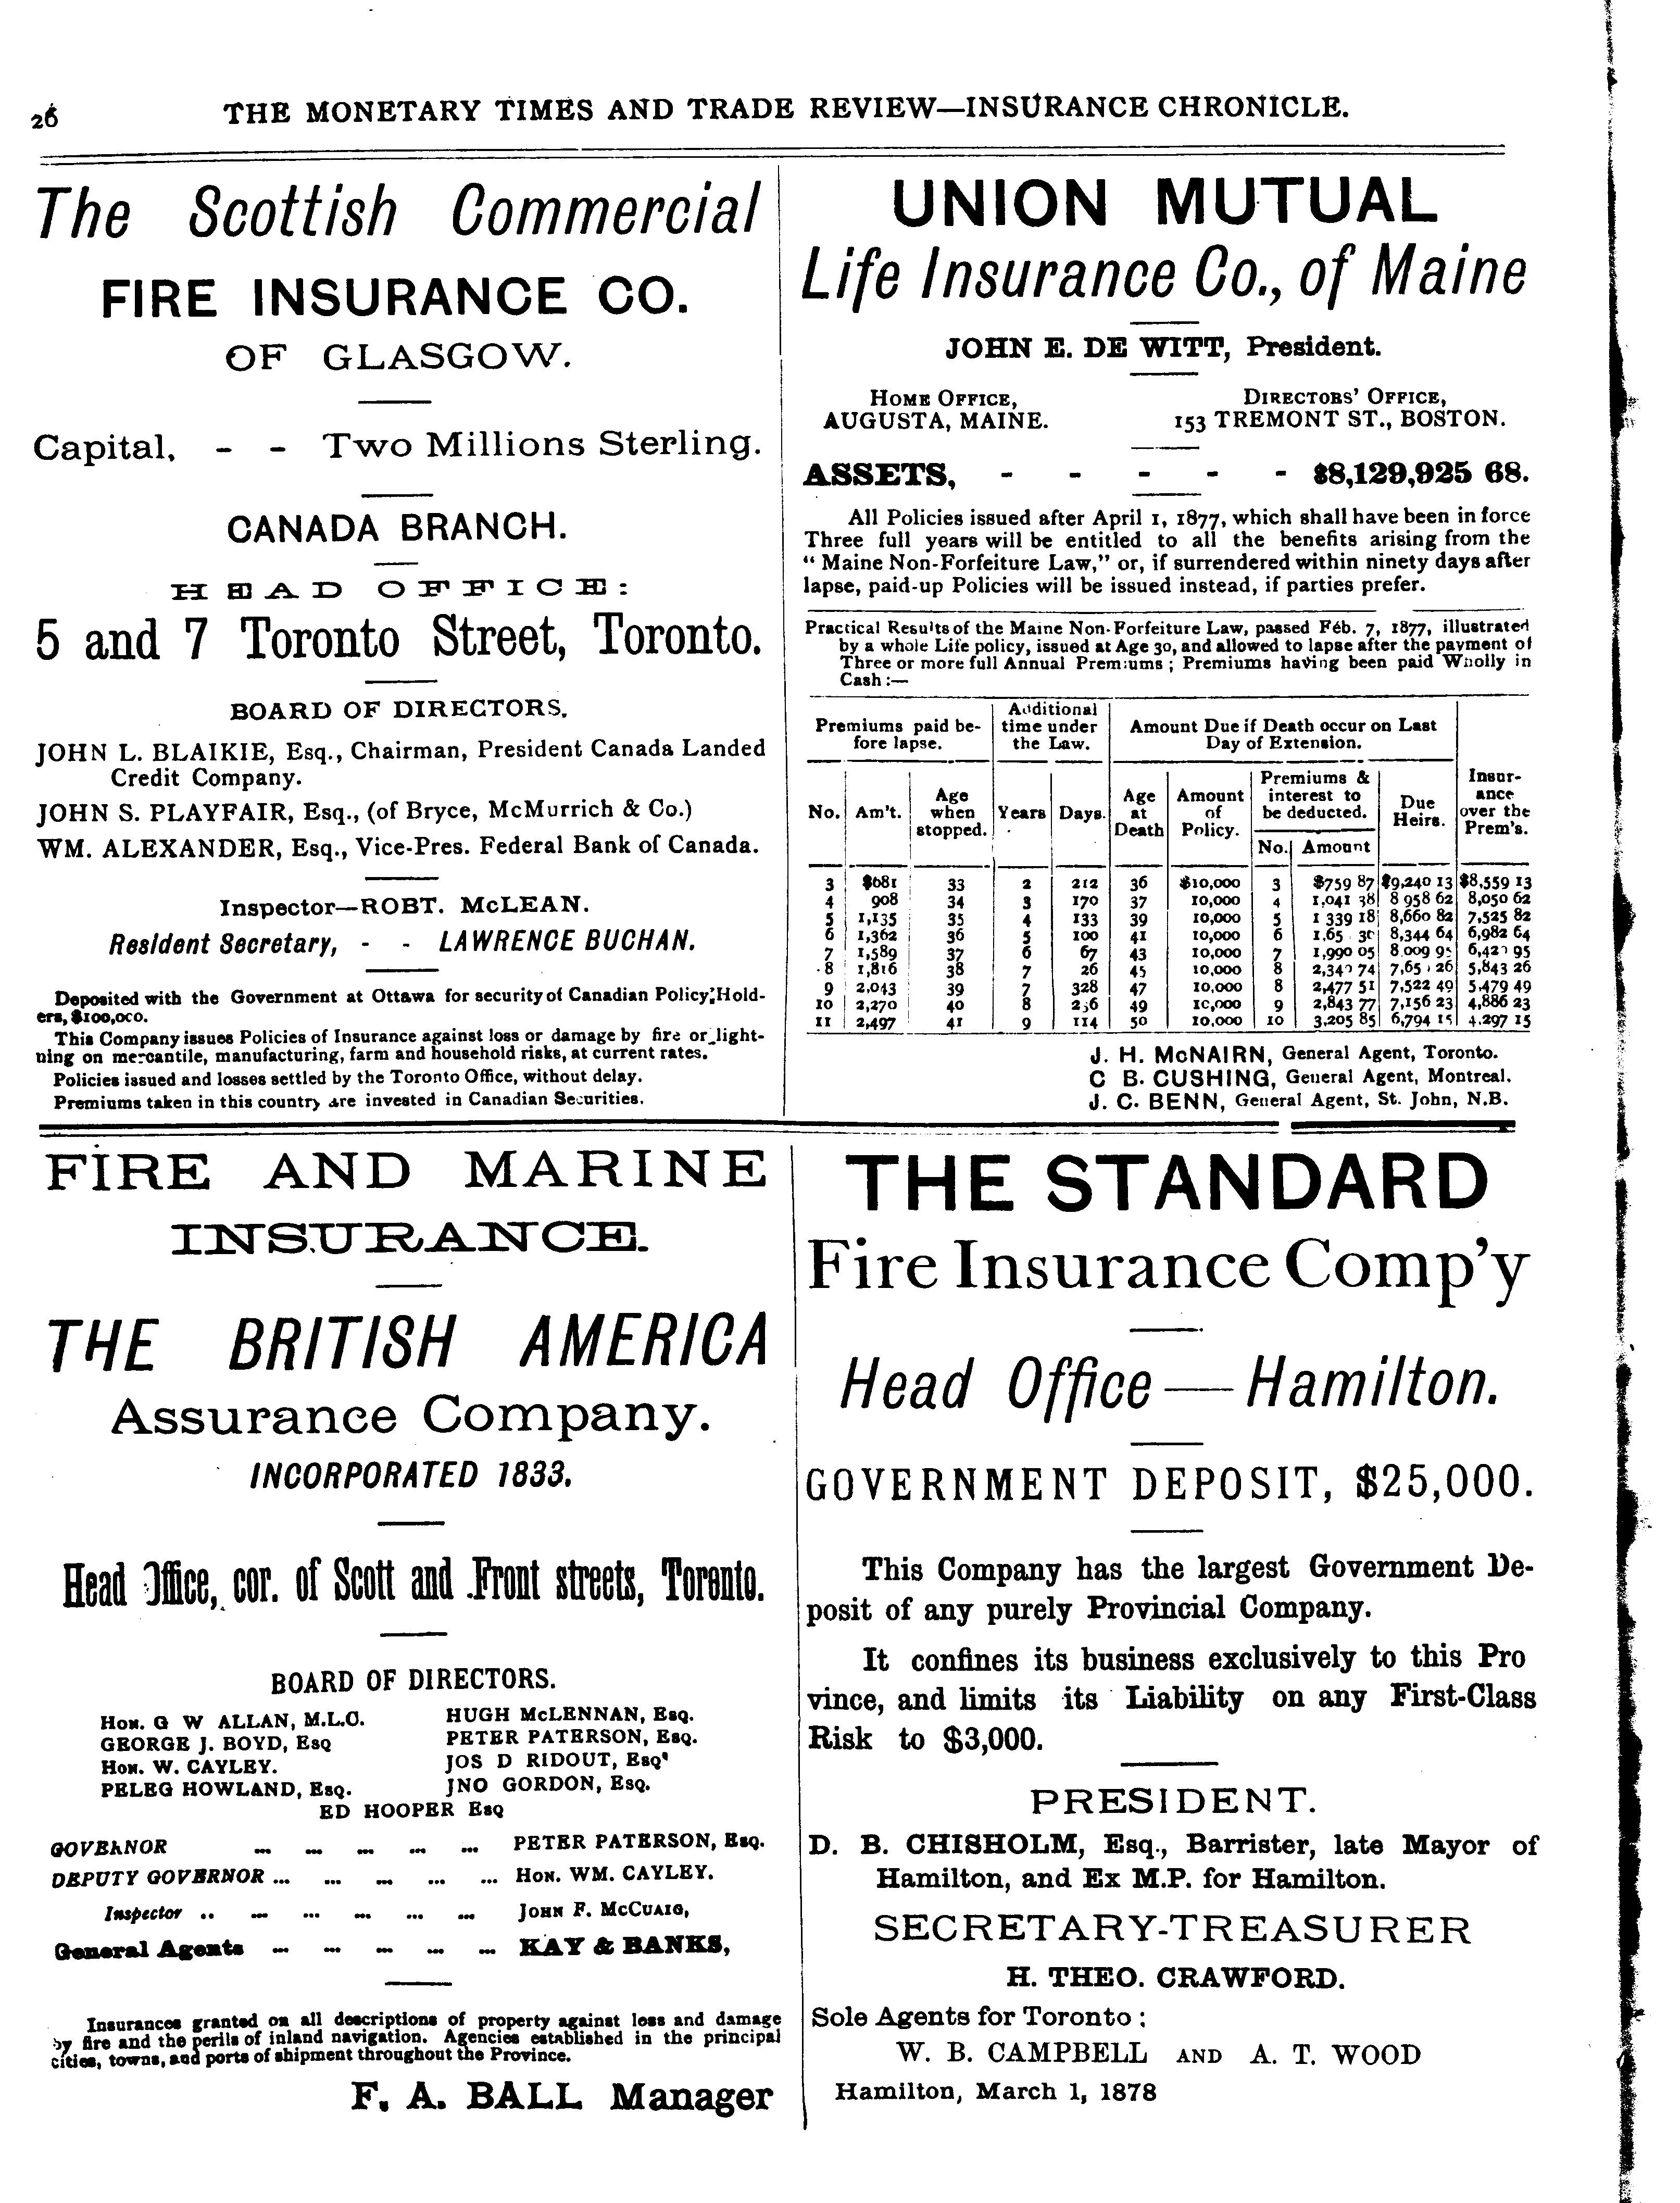 26
THE MONETARY TIMES AND TRADE REVIEW—INSURANCE CHRONICLE.
The Scottish Commercial
FIRE INSURANCE CO.
OF GLASGOW.
Capital, - - Two Millions Sterling.
CANADA BRANCH.
HEAD OFFICE:
5 and 7 Toronto Street, Toronto.
BOARD OF DIRECTORS.
JOHN L. BLAIKIE, Esq., Chairman, President Canada Landed
Credit Company.
JOHN S. PLAYFAIR, Esq., (of Bryce, McMurrich & Co.)
WM. ALEXANDER, Esq., Vice-Pres. Federal Bank of Canada.
Inspector—ROBT. McLEAN.
Resident Secretary, - - LAWRENCE BUCHAN.
Deposited with the Government at Ottawa for security of Canadian Policy Hold-
ers, $100,000.
This Company issues Policies of Insurance against loss or damage by fire or light-
ning on mercantile, manufacturing, farm and household risks, at current rates.
Policies issued and losses settled by the Toronto Office, without delay.
Premiums taken in this country are invested in Canadian Securities.
UNION MUTUAL
Life Insurance Co., of Maine
JOHN E. DE WITT, President.
HOME OFFICE, DIRECTORS' OFFICE,
AUGUSTA, MAINE. 153 TREMONT ST., BOSTON.
ASSETS, - - - - - $8,129,925 68.
All Policies issued after April 1, 1877, which shall have been in force
Three full years will be entitled to all the benefits arising from the
" Maine Non-Forfeiture Law," or, if surrendered within ninety days after
lapse, paid-up Policies will be issued instead, if parties prefer.
Practical Results of the Maine Non-Forfeiture Law, passed Feb. 7, 1877, illustrated
by a whole Life policy, issued at Age 30, and allowed to lapse after the payment of
Three or more full Annual Premiums ; Premiums having been paid Wholly in
Cash :—
Premiums paid be-
fore lapse.
Additional
time under
the Law.
Amount Due if Death occur on Last
Day of Extension.
Insur-
ance
over the
Prem's.
No. Am't. Age when stopped. Years Days. Age at Death Amount of Policy. Premiums & interest to be deducted. No. Amount Due Heirs.
3 $681 33 2 212 36 $10,000 3 $759 87 $9,240 13 $8,559 13
4 908 34 3 170 37 10,000 4 1,041 38 8 958 62 8,050 62
5 1,135 35 4 133 39 10,000 5 1 339 18 8,660 82 7,525 82
6 1,362 36 5 100 41 10,000 6 8,344 64 6,982 64
7 1,589 37 6 67 43 10,000 7 1,990 05 8 009 95 6,420 95
8 1,816 38 7 26 45 10,000 8 2,340 74 5,843 26
9 2,043 39 7 328 47 10,000 8 2,477 51 7,522 49 5,479 49
10 2,270 40 8 49 10,000 9 2,843 77 7,156 23 4,886 23
11 2,497 41 9 114 50 10,000 10 3,205 85 6,794 15 4,297 15
J. H. McNAIRN, General Agent, Toronto.
C B. CUSHING, General Agent, Montreal.
J. C. BENN, General Agent, St. John, N.B.
FIRE AND MARINE
INSURANCE.
THE BRITISH AMERICA
Assurance Company.
INCORPORATED 1833.
Head Office, cor. of Scott and Front streets, Toronto.
BOARD OF DIRECTORS.
HON. G W ALLAN, M.L.C. HUGH McLENNAN, ESQ.
GEORGE J. BOYD, ESQ PETER PATERSON, ESQ.
HON. W. CAYLEY. JOS D RIDOUT, ESQ
PELEG HOWLAND, ESQ. JNO GORDON, ESQ.
ED HOOPER ESQ
GOVERNOR ... ... ... ... ... PETER PATERSON, ESQ.
DEPUTY GOVERNOR ... ... ... ... ... HON. WM. CAYLEY.
Inspector .. ... ... ... ... ... JOHN F. McCUAIG,
General Agents ... ... ... ... ... KAY & BANKS,
Insurances granted on all descriptions of property against loss and damage
by fire and the perils of inland navigation. Agencies established in the principal
cities, towns, and ports of shipment throughout the Province.
F. A. BALL Manager
THE STANDARD
Fire Insurance Comp'y
Head Office — Hamilton.
GOVERNMENT DEPOSIT, $25,000.
This Company has the largest Government De-
posit of any purely Provincial Company.
It confines its business exclusively to this Pro
vince, and limits its Liability on any First-Class
Risk to $3,000.
PRESIDENT.
D. B. CHISHOLM, Esq., Barrister, late Mayor of
Hamilton, and Ex M.P. for Hamilton.
SECRETARY-TREASURER
H. THEO. CRAWFORD.
Sole Agents for Toronto :
W. B. CAMPBELL AND A. T. WOOD
Hamilton, March 1, 1878